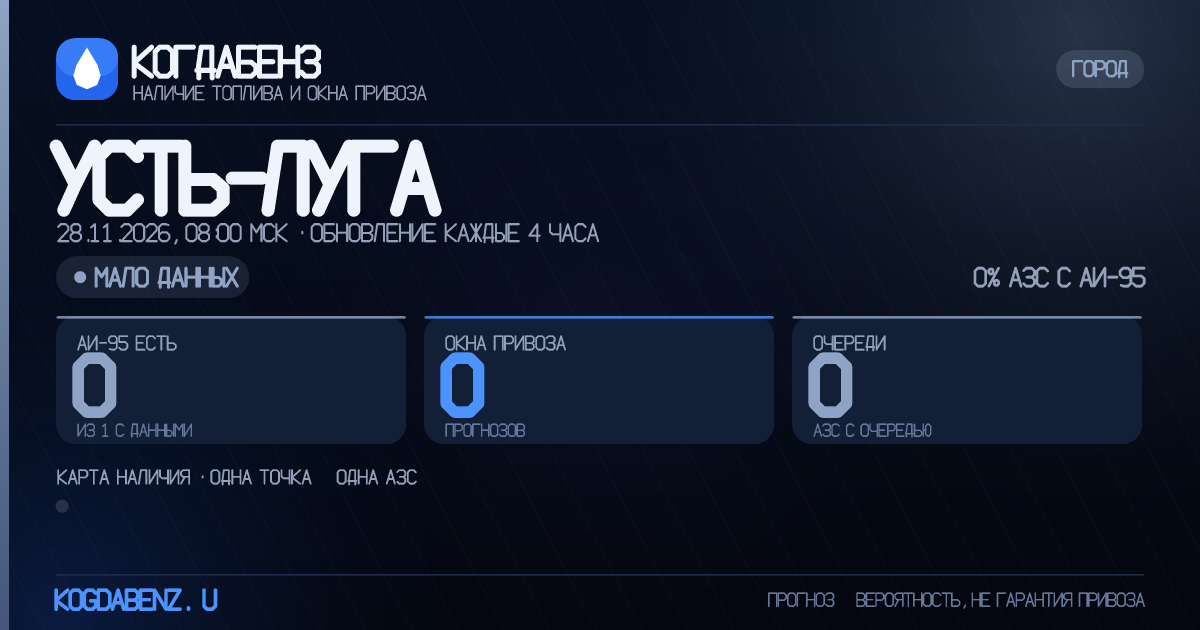 КОГДАБЕНЗ
НАЛИЧИЕ ТОПЛИВА И ОКНА ПРИВОЗА
ГОРОД
УСТЬ-ЛУГА
28.11.2026, 08:00 МСК · ОБНОВЛЕНИЕ КАЖДЫЕ 4 ЧАСА
МАЛО ДАННЫХ
0% АЗС С АИ-95
АИ-95 ЕСТЬ
0
ИЗ 1 С ДАННЫМИ
ОКНА ПРИВОЗА
0
ПРОГНОЗОВ
ОЧЕРЕДИ
0
АЗС С ОЧЕРЕДЬЮ
КАРТА НАЛИЧИЯ · ОДНА ТОЧКА ОДНА АЗС
KOGDABENZ. U
ПРОГНОЗ ВЕРОЯТНОСТЬ, НЕ ГАРАНТИЯ ПРИВОЗА